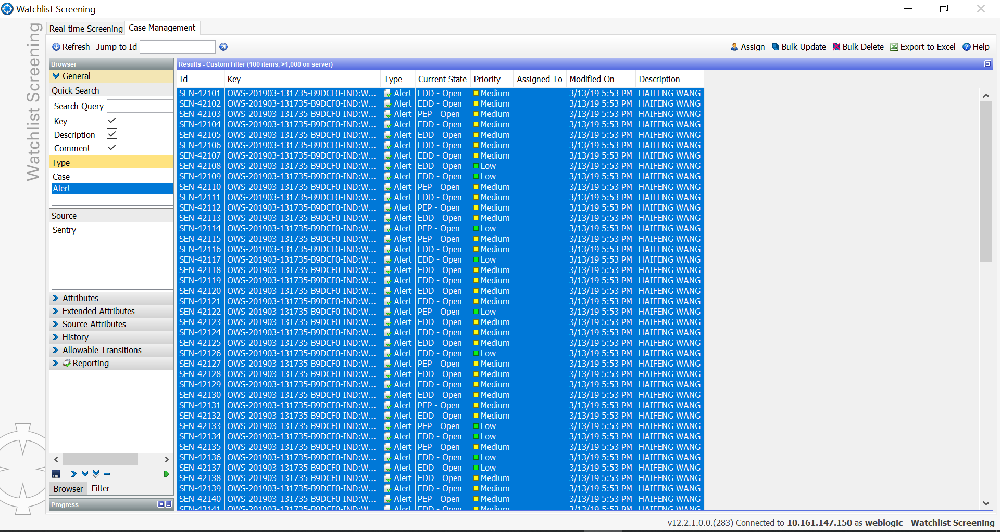 Watchlist Screening
Watchlist Screening
Real-time Screening Case Management
Refresh Jump to Id Assign Bulk Update Bulk Delete Export to Excel Help
Browser
General
Quick Search
Search Query
Key
Description
Comment
Type
Case
Alert
Source
Sentry
Attributes
Extended Attributes
Source Attributes
History
Allowable Transitions
Reporting
Browser Filter
Progress
Results - Custom Filter (100 items, >1,000 on server)
Id Key Type Current State Priority Assigned To Modified On Description
SEN-42101 OWS-201903-131735-B9DCF0-IND:W... Alert EDD - Open Medium 3/13/19 5:53 PM HAIFENG WANG
SEN-42102 OWS-201903-131735-B9DCF0-IND:W... Alert EDD - Open Medium 3/13/19 5:53 PM HAIFENG WANG
SEN-42103 OWS-201903-131735-B9DCF0-IND:W... Alert PEP - Open Medium 3/13/19 5:53 PM HAIFENG WANG
SEN-42104 OWS-201903-131735-B9DCF0-IND:W... Alert EDD - Open Medium 3/13/19 5:53 PM HAIFENG WANG
SEN-42105 OWS-201903-131735-B9DCF0-IND:W... Alert EDD - Open Medium 3/13/19 5:53 PM HAIFENG WANG
SEN-42106 OWS-201903-131735-B9DCF0-IND:W... Alert EDD - Open Medium 3/13/19 5:53 PM HAIFENG WANG
SEN-42107 OWS-201903-131735-B9DCF0-IND:W... Alert EDD - Open Medium 3/13/19 5:53 PM HAIFENG WANG
SEN-42108 OWS-201903-131735-B9DCF0-IND:W... Alert EDD - Open Low 3/13/19 5:53 PM HAIFENG WANG
SEN-42109 OWS-201903-131735-B9DCF0-IND:W... Alert EDD - Open Low 3/13/19 5:53 PM HAIFENG WANG
SEN-42110 OWS-201903-131735-B9DCF0-IND:W... Alert PEP - Open Medium 3/13/19 5:53 PM HAIFENG WANG
SEN-42111 OWS-201903-131735-B9DCF0-IND:W... Alert EDD - Open Medium 3/13/19 5:53 PM HAIFENG WANG
SEN-42112 OWS-201903-131735-B9DCF0-IND:W... Alert PEP - Open Medium 3/13/19 5:53 PM HAIFENG WANG
SEN-42113 OWS-201903-131735-B9DCF0-IND:W... Alert EDD - Open Medium 3/13/19 5:53 PM HAIFENG WANG
SEN-42114 OWS-201903-131735-B9DCF0-IND:W... Alert PEP - Open Low 3/13/19 5:53 PM HAIFENG WANG
SEN-42115 OWS-201903-131735-B9DCF0-IND:W... Alert PEP - Open Medium 3/13/19 5:53 PM HAIFENG WANG
SEN-42116 OWS-201903-131735-B9DCF0-IND:W... Alert EDD - Open Medium 3/13/19 5:53 PM HAIFENG WANG
SEN-42117 OWS-201903-131735-B9DCF0-IND:W... Alert EDD - Open Low 3/13/19 5:53 PM HAIFENG WANG
SEN-42118 OWS-201903-131735-B9DCF0-IND:W... Alert EDD - Open Medium 3/13/19 5:53 PM HAIFENG WANG
SEN-42119 OWS-201903-131735-B9DCF0-IND:W... Alert EDD - Open Medium 3/13/19 5:53 PM HAIFENG WANG
SEN-42120 OWS-201903-131735-B9DCF0-IND:W... Alert EDD - Open Medium 3/13/19 5:53 PM HAIFENG WANG
SEN-42121 OWS-201903-131735-B9DCF0-IND:W... Alert EDD - Open Medium 3/13/19 5:53 PM HAIFENG WANG
SEN-42122 OWS-201903-131735-B9DCF0-IND:W... Alert PEP - Open Low 3/13/19 5:53 PM HAIFENG WANG
SEN-42123 OWS-201903-131735-B9DCF0-IND:W... Alert EDD - Open Medium 3/13/19 5:53 PM HAIFENG WANG
SEN-42124 OWS-201903-131735-B9DCF0-IND:W... Alert EDD - Open Medium 3/13/19 5:53 PM HAIFENG WANG
SEN-42125 OWS-201903-131735-B9DCF0-IND:W... Alert EDD - Open Medium 3/13/19 5:53 PM HAIFENG WANG
SEN-42126 OWS-201903-131735-B9DCF0-IND:W... Alert EDD - Open Low 3/13/19 5:53 PM HAIFENG WANG
SEN-42127 OWS-201903-131735-B9DCF0-IND:W... Alert PEP - Open Medium 3/13/19 5:53 PM HAIFENG WANG
SEN-42128 OWS-201903-131735-B9DCF0-IND:W... Alert EDD - Open Medium 3/13/19 5:53 PM HAIFENG WANG
SEN-42129 OWS-201903-131735-B9DCF0-IND:W... Alert EDD - Open Medium 3/13/19 5:53 PM HAIFENG WANG
SEN-42130 OWS-201903-131735-B9DCF0-IND:W... Alert EDD - Open Medium 3/13/19 5:53 PM HAIFENG WANG
SEN-42131 OWS-201903-131735-B9DCF0-IND:W... Alert PEP - Open Medium 3/13/19 5:53 PM HAIFENG WANG
SEN-42132 OWS-201903-131735-B9DCF0-IND:W... Alert EDD - Open Medium 3/13/19 5:53 PM HAIFENG WANG
SEN-42133 OWS-201903-131735-B9DCF0-IND:W... Alert PEP - Open Low 3/13/19 5:53 PM HAIFENG WANG
SEN-42134 OWS-201903-131735-B9DCF0-IND:W... Alert EDD - Open Low 3/13/19 5:53 PM HAIFENG WANG
SEN-42135 OWS-201903-131735-B9DCF0-IND:W... Alert PEP - Open Medium 3/13/19 5:53 PM HAIFENG WANG
SEN-42136 OWS-201903-131735-B9DCF0-IND:W... Alert EDD - Open Low 3/13/19 5:53 PM HAIFENG WANG
SEN-42137 OWS-201903-131735-B9DCF0-IND:W... Alert EDD - Open Low 3/13/19 5:53 PM HAIFENG WANG
SEN-42138 OWS-201903-131735-B9DCF0-IND:W... Alert EDD - Open Medium 3/13/19 5:53 PM HAIFENG WANG
SEN-42139 OWS-201903-131735-B9DCF0-IND:W... Alert EDD - Open Medium 3/13/19 5:53 PM HAIFENG WANG
SEN-42140 OWS-201903-131735-B9DCF0-IND:W... Alert PEP - Open Medium 3/13/19 5:53 PM HAIFENG WANG
SEN-42141 OWS-201903-131735-B9DCF0-IND:W... Alert EDD - Open Medium 3/13/19 5:53 PM HAIFENG WANG
v12.2.1.0.0.(283) Connected to 10.161.147.150 as weblogic - Watchlist Screening